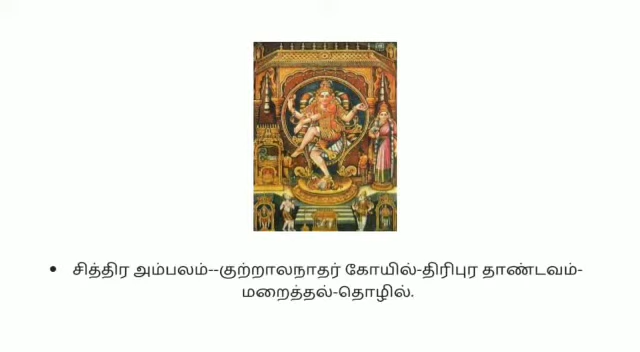 சித்திர அம்பலம்--குற்றாலநாதர் கோயில்-திரிபுர தாண்டவம்-
மறைத்தல்-தொழில்.